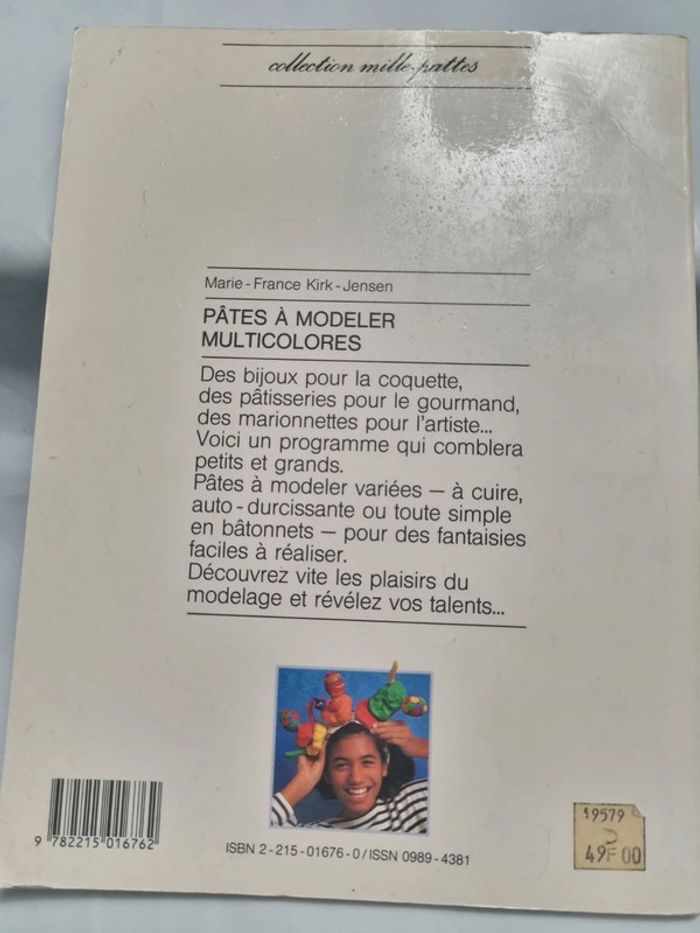 collection mille-pattes
Marie-France Kirk-Jensen
PÂTES À MODELER
MULTICOLORES
Des bijoux pour la coquette,
des pâtisseries pour le gourmand,
des marionnettes pour l'artiste...
Voici un programme qui comblera
petits et grands.
Pâtes à modeler variées — à cuire,
auto-durcissante ou toute simple
en bâtonnets — pour des fantaisies
faciles à réaliser.
Découvrez vite les plaisirs du
modelage et révélez vos talents...
9 782215 016762
ISBN 2-215-01676-0/ISSN 0989-4381
19579
49F 00